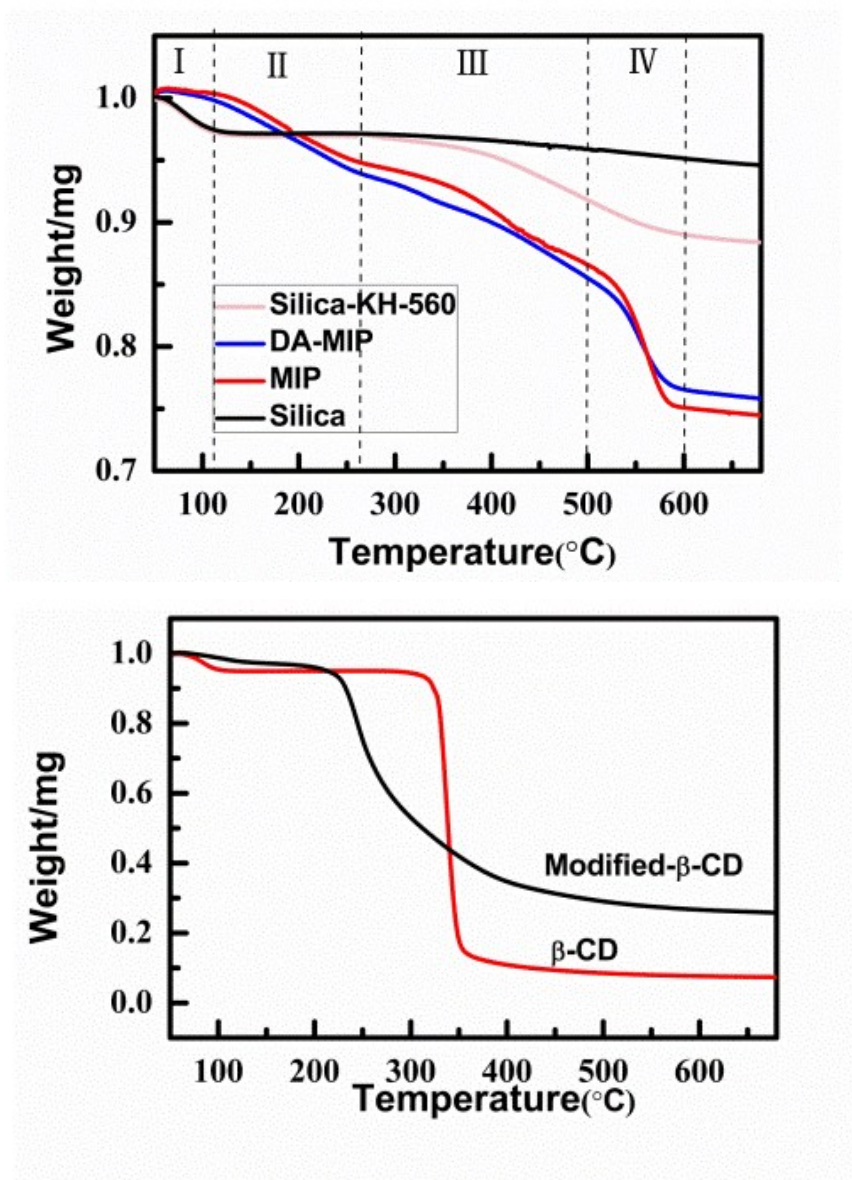 I II III IV
1.0
0.9
0.8
0.7
Weight/mg
Silica-KH-560
DA-MIP
MIP
Silica
100 200 300 400 500 600
Temperature(°C)
1.0
0.8
0.6
0.4
0.2
0.0
Weight/mg
Modified-β-CD
β-CD
100 200 300 400 500 600
Temperature(°C)